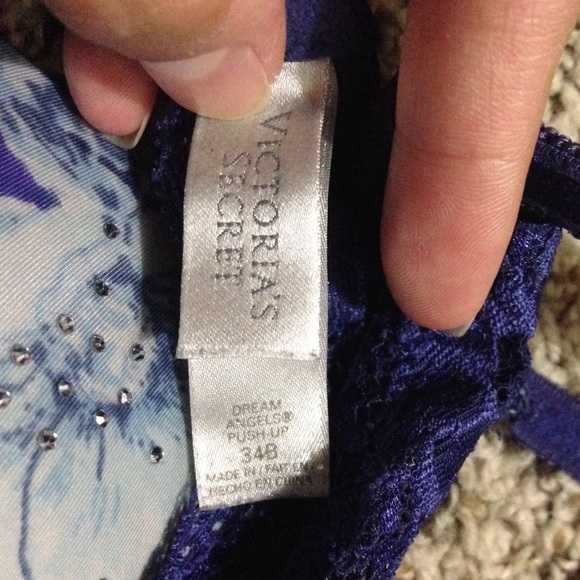 VICTORIA'S
SECRET
DREAM
ANGELS®
PUSH-UP
34B
MADE IN / FAIT EN
HECHO EN CHINA